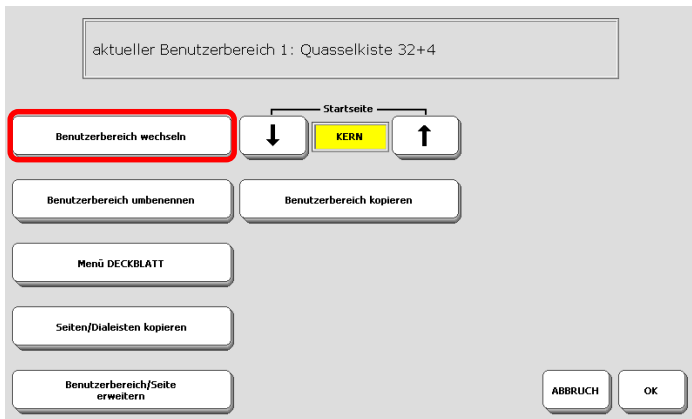 aktueller Benutzerbereich 1: Quasselkiste 32+4
Startseite
Benutzerbereich wechseln
↓
KERN
↑
Benutzerbereich umbenennen
Benutzerbereich kopieren
Menü DECKBLATT
Seiten/Dialeisten kopieren
Benutzerbereich/Seite
erweitern
ABBRUCH
OK